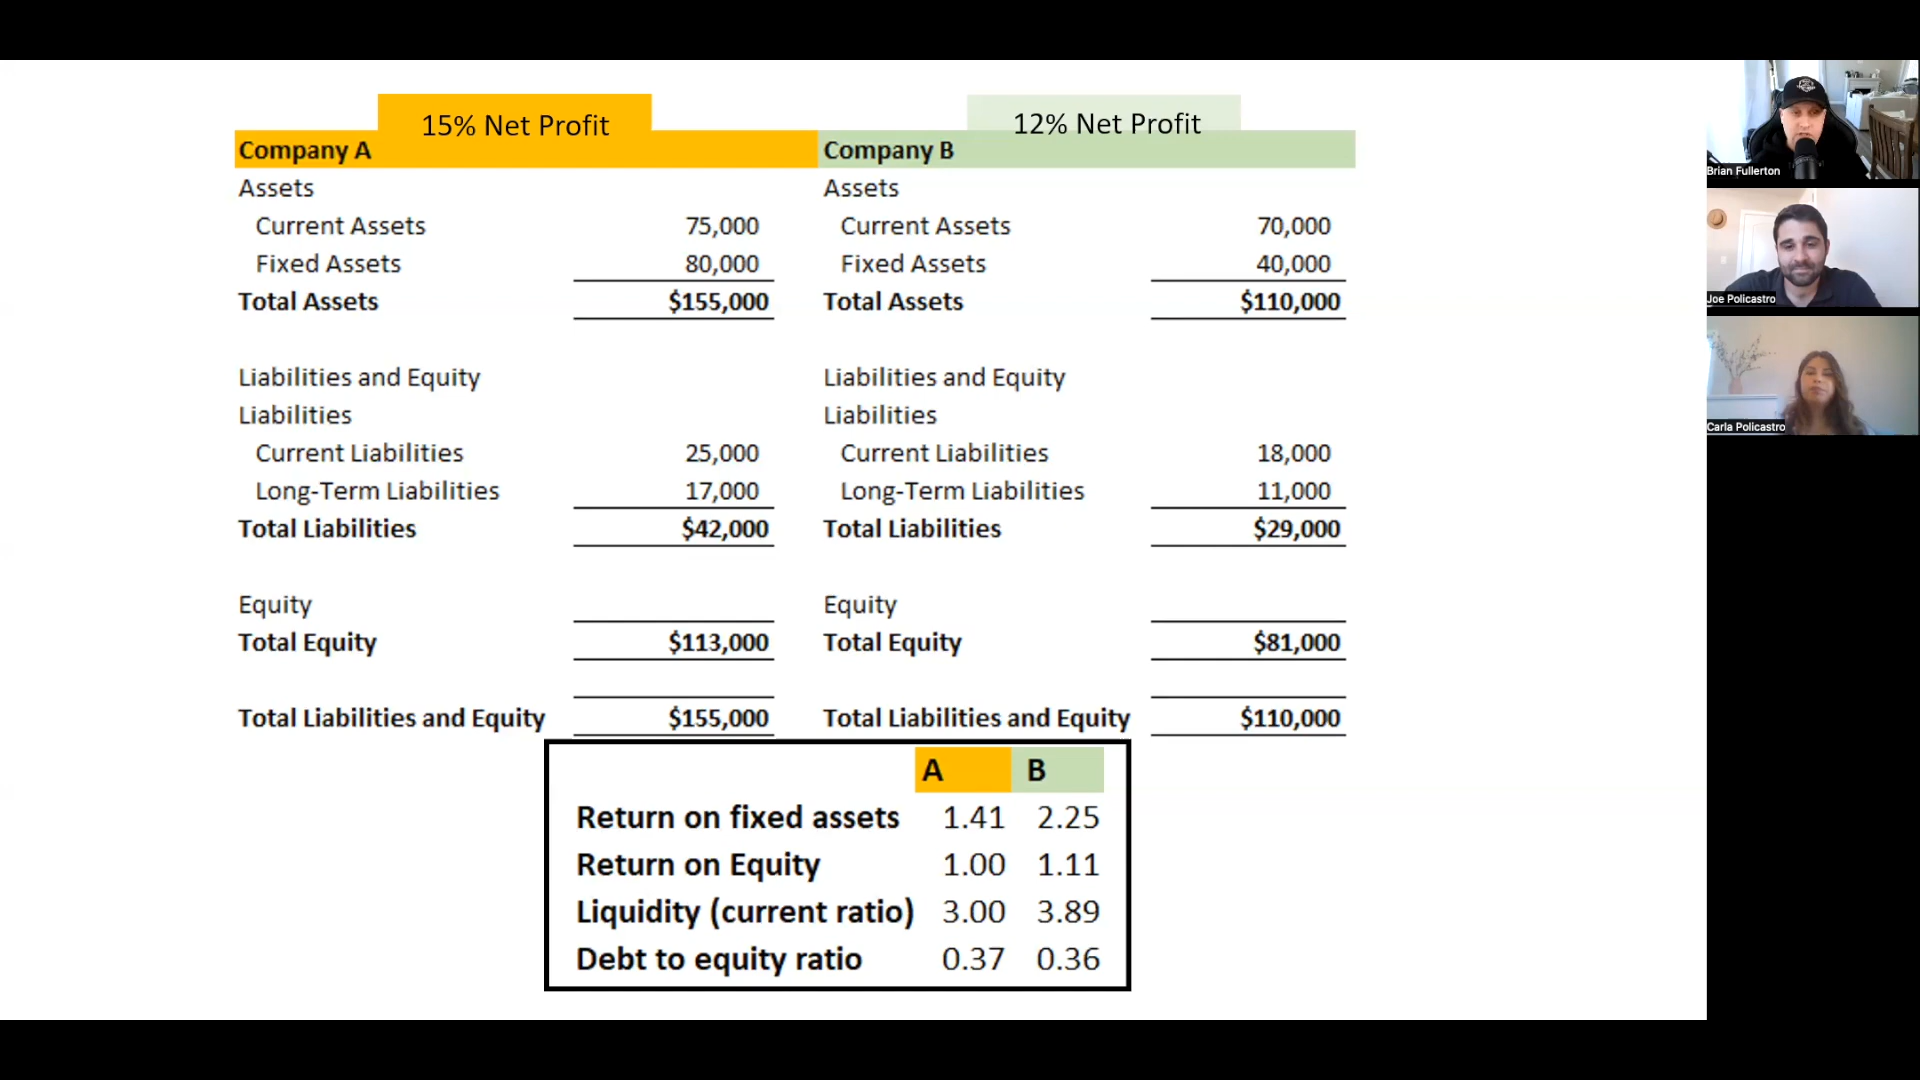 15% Net Profit
12% Net Profit
Company A
Company B
Assets
Assets
Current Assets 75,000
Current Assets 70,000
Fixed Assets 80,000
Fixed Assets 40,000
Total Assets $155,000
Total Assets $110,000
Liabilities and Equity
Liabilities and Equity
Liabilities
Liabilities
Current Liabilities 25,000
Current Liabilities 18,000
Long-Term Liabilities 17,000
Long-Term Liabilities 11,000
Total Liabilities $42,000
Total Liabilities $29,000
Equity
Equity
Total Equity $113,000
Total Equity $81,000
Total Liabilities and Equity $155,000
Total Liabilities and Equity $110,000
A B
Return on fixed assets 1.41 2.25
Return on Equity 1.00 1.11
Liquidity (current ratio) 3.00 3.89
Debt to equity ratio 0.37 0.36
Brian Fullerton
Joe Policastro
Carla Policastro